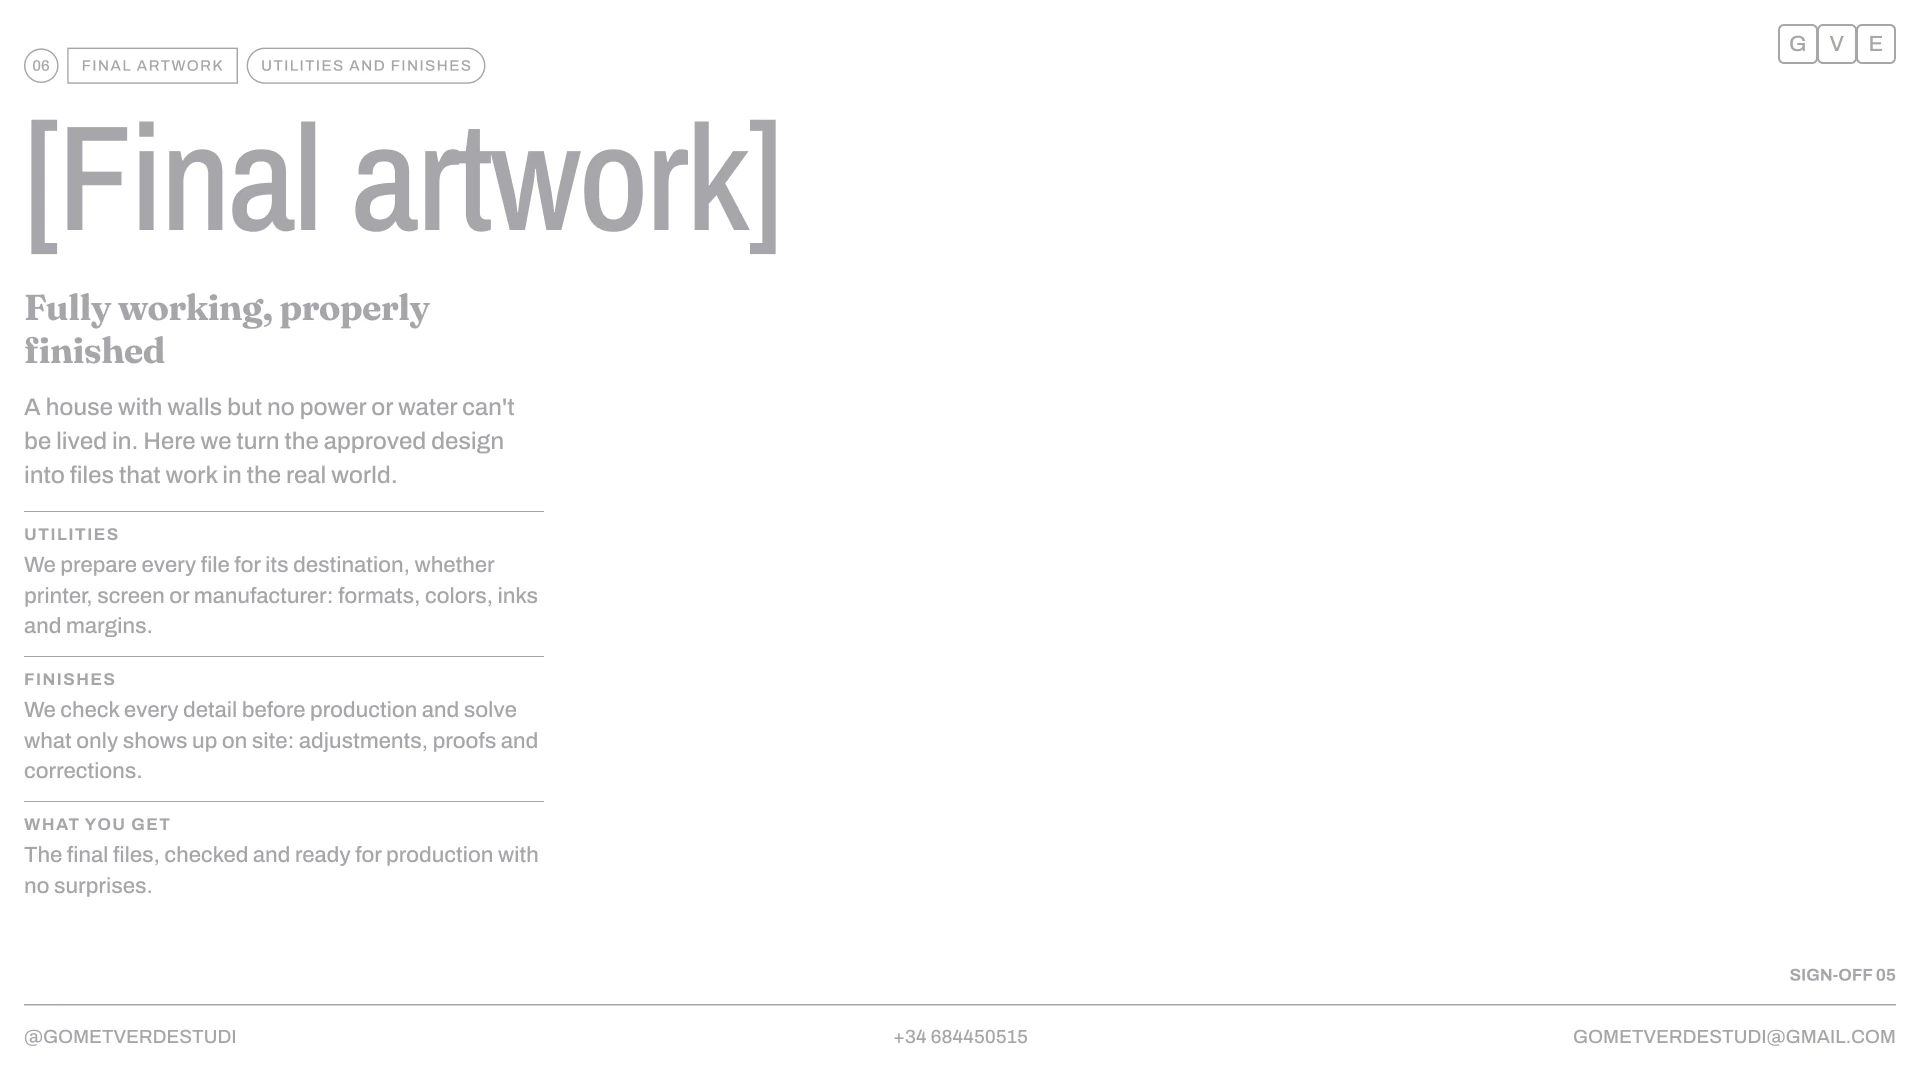 06 FINAL ARTWORK UTILITIES AND FINISHES
G V E
[Final artwork]
Fully working, properly
finished
A house with walls but no power or water can't
be lived in. Here we turn the approved design
into files that work in the real world.
UTILITIES
We prepare every file for its destination, whether
printer, screen or manufacturer: formats, colors, inks
and margins.
FINISHES
We check every detail before production and solve
what only shows up on site: adjustments, proofs and
corrections.
WHAT YOU GET
The final files, checked and ready for production with
no surprises.
SIGN-OFF 05
@GOMETVERDESTUDI
+34 684450515
GOMETVERDESTUDI@GMAIL.COM